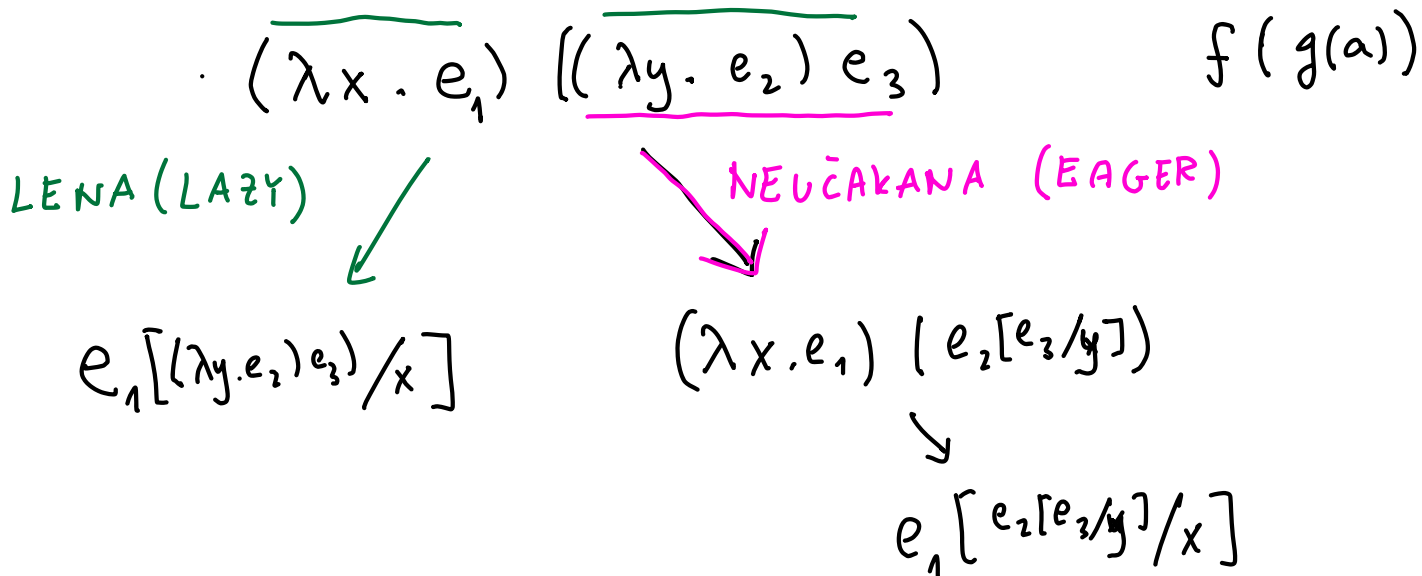 (λx. e₁) ((λy. e₂) e₃) f(g(a))
LENA (LAZY) NEUČAKANA (EAGER)
e₁[(λy.e₂)e₃)/x] (λx.e₁) (e₂[e₃/y])
e₁[e₂[e₃/y]/x]